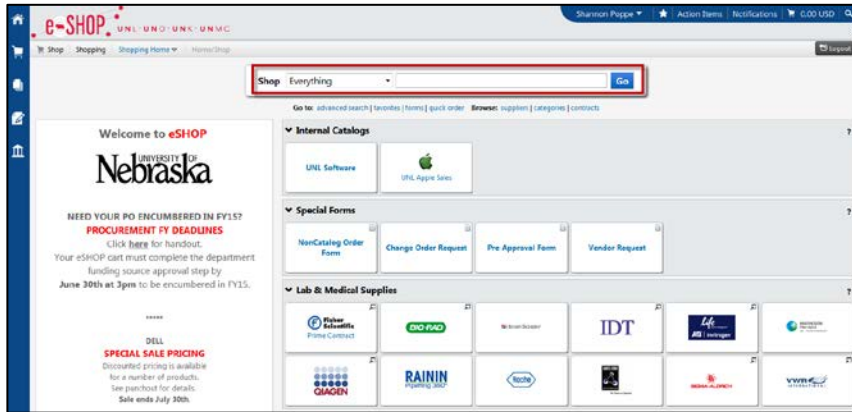 Shannon Poppe Action Items Notifications 0.00 USD
e-SHOP. UNL·UNO·UNK·UNMC
Shop Shopping Shopping Home Home/Shop Logout
Shop Everything Go
Go to: advanced search | favorites | forms | quick order Browse: suppliers | categories | contracts
Welcome to eSHOP
UNIVERSITY OF
Nebraska
NEED YOUR PO ENCUMBERED IN FY15?
PROCUREMENT FY DEADLINES
Click here for handout.
Your eSHOP cart must complete the department
funding source approval step by
June 30th at 3pm to be encumbered in FY15.
*****
DELL
SPECIAL SALE PRICING
Discounted pricing is available
for a number of products.
See punchout for details.
Sale ends July 30th.
Internal Catalogs ?
UNL Software
UNL Apple Sales
Special Forms ?
NonCatalog Order
Form
Change Order Request
Pre Approval Form
Vendor Request
Lab & Medical Supplies ?
Fisher
Scientific
Prime Contract
BIO-RAD
IDT
Life
invitrogen
QIAGEN
RAININ
Pipetting 360°
Roche
SIGMA-ALDRICH
VWR
INTERNATIONAL